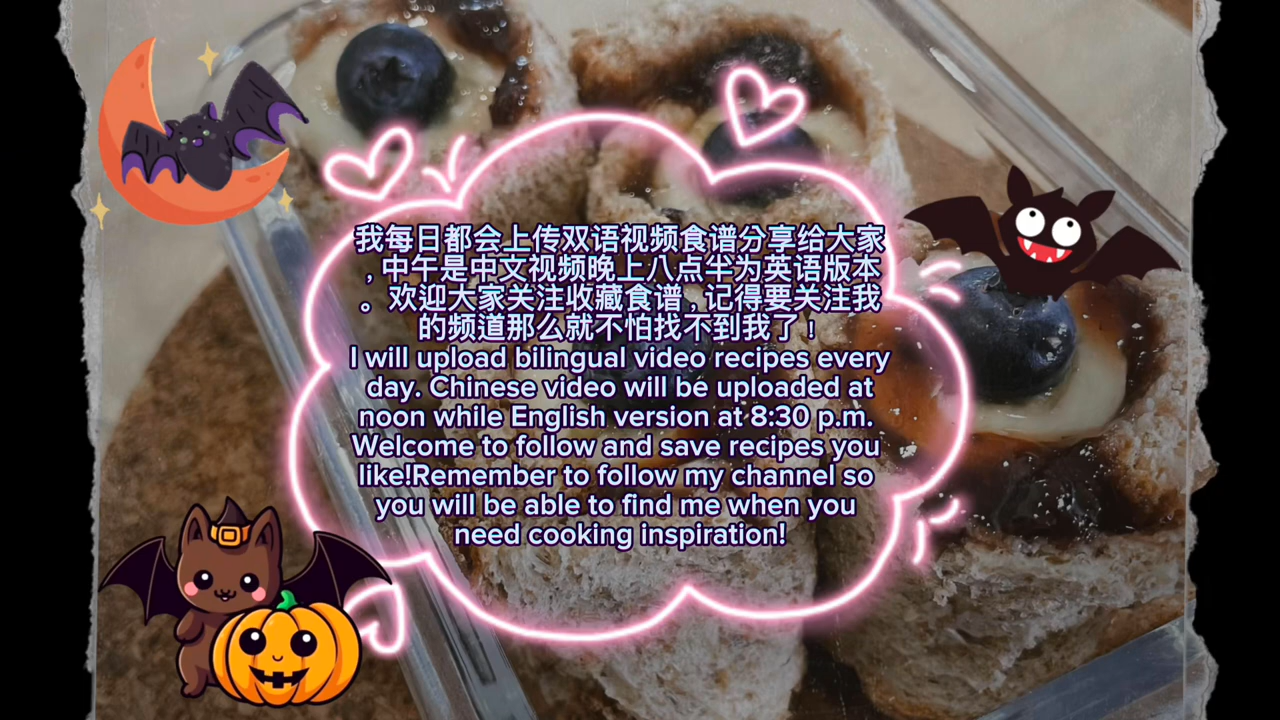 我每日都会上传双语视频食谱分享给大家
，中午是中文视频晚上八点半为英语版本
。欢迎大家关注收藏食谱，记得要关注我
的频道那么就不怕找不到我了！
I will upload bilingual video recipes every
day. Chinese video will be uploaded at
noon while English version at 8:30 p.m.
Welcome to follow and save recipes you
like!Remember to follow my channel so
you will be able to find me when you
need cooking inspiration!